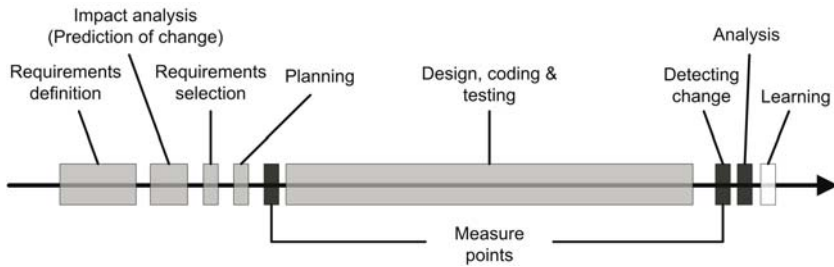 Impact analysis
(Prediction of change)
Requirements
definition
Requirements
selection
Planning
Design, coding &
testing
Detecting
change
Analysis
Learning
Measure
points